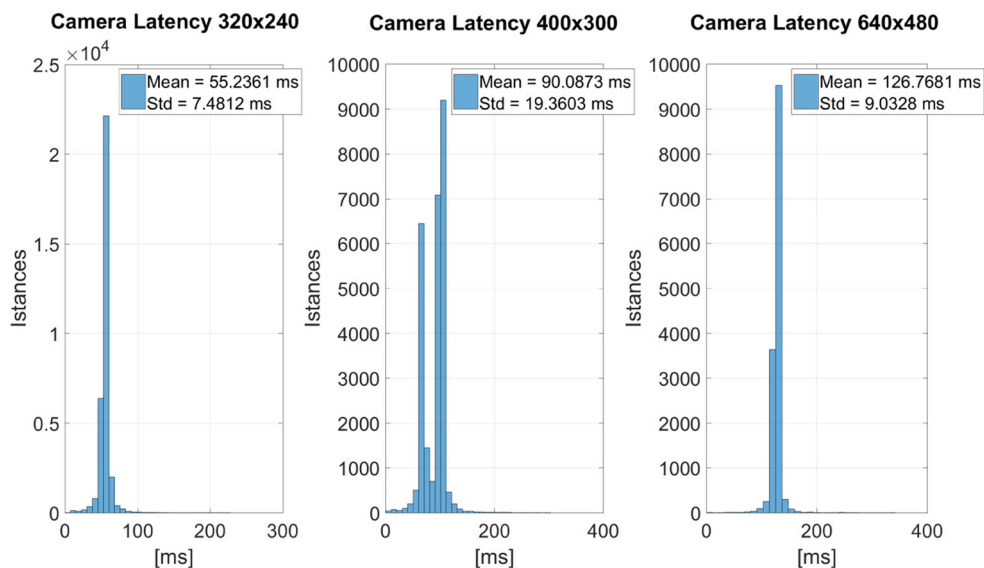 Camera Latency 320x240
×10⁴
2.5
2
1.5
1
0.5
0
Istances
0 100 200 300
[ms]
Mean = 55.2361 ms
Std = 7.4812 ms
Camera Latency 400x300
10000
9000
8000
7000
6000
5000
4000
3000
2000
1000
0
Istances
0 200 400
[ms]
Mean = 90.0873 ms
Std = 19.3603 ms
Camera Latency 640x480
10000
9000
8000
7000
6000
5000
4000
3000
2000
1000
0
Istances
0 200 400
[ms]
Mean = 126.7681 ms
Std = 9.0328 ms